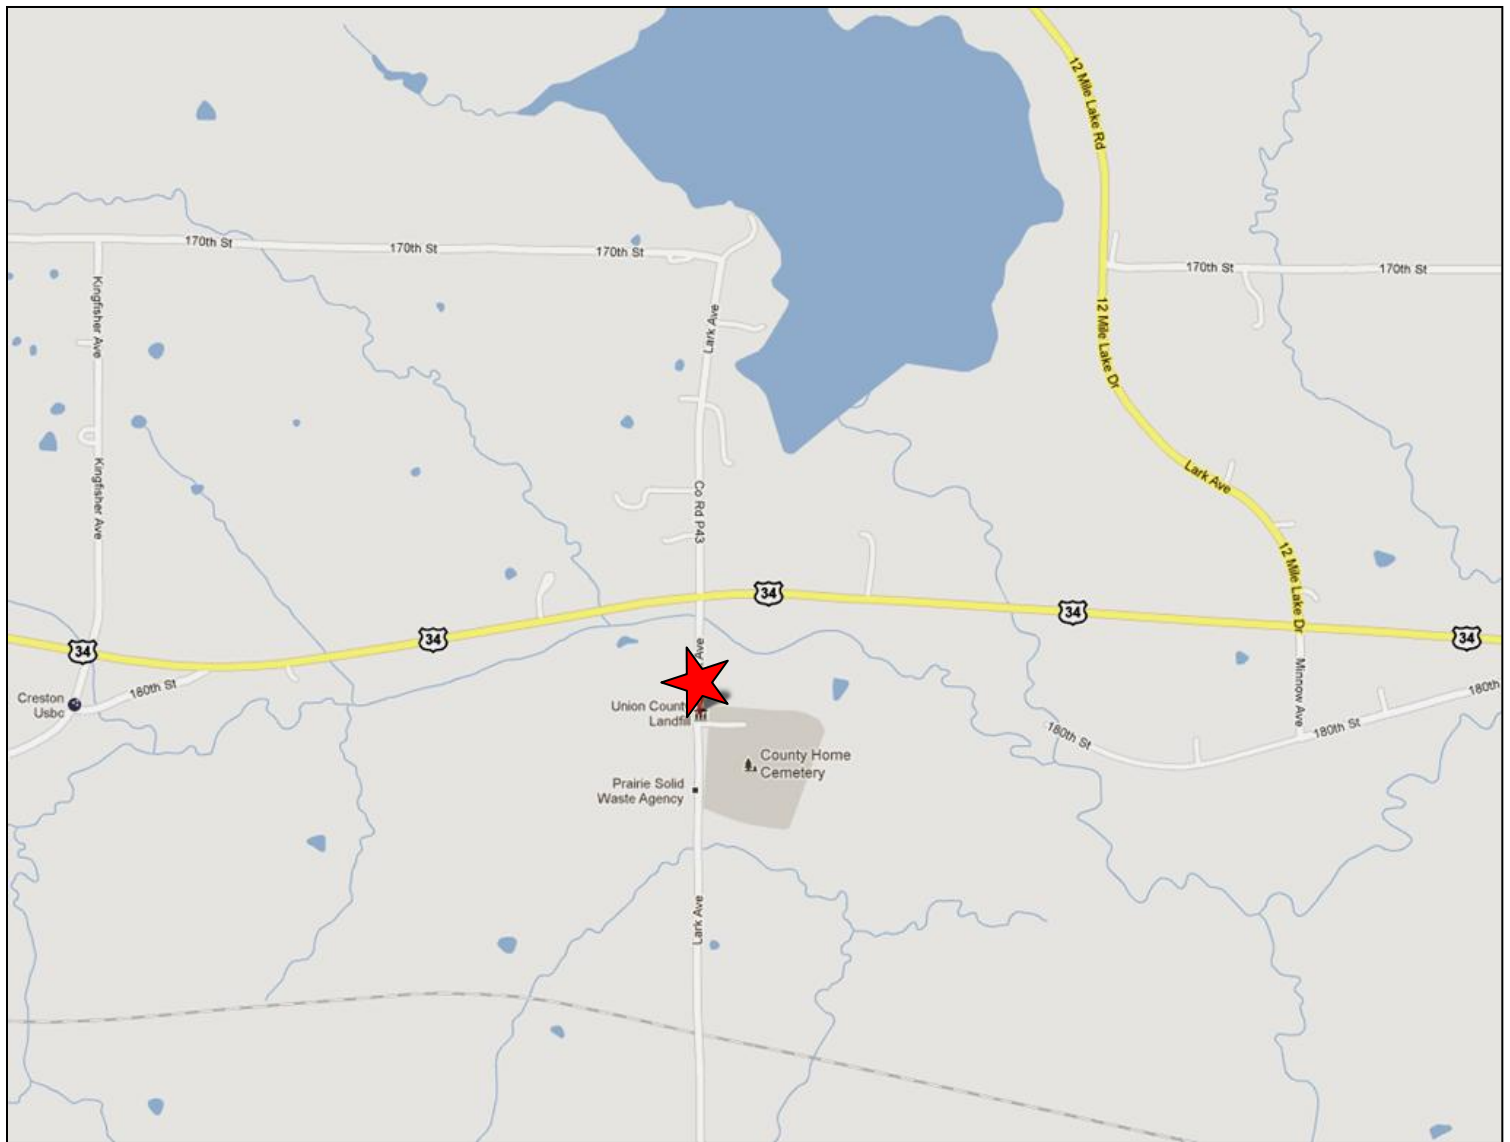 12 Mile Lake Rd
170th St
170th St
170th St
170th St
170th St
Kingfisher Ave
Lark Ave
12 Mile Lake Dr
Kingfisher Ave
Lark Ave
Co Rd P43
12 Mile Lake Dr
34
34
34
34
34
Ave
Minnow Ave
180th
Creston
Usbc
180th St
Union County
Landfill
180th St
180th St
County Home
Cemetery
Prairie Solid
Waste Agency
Lark Ave